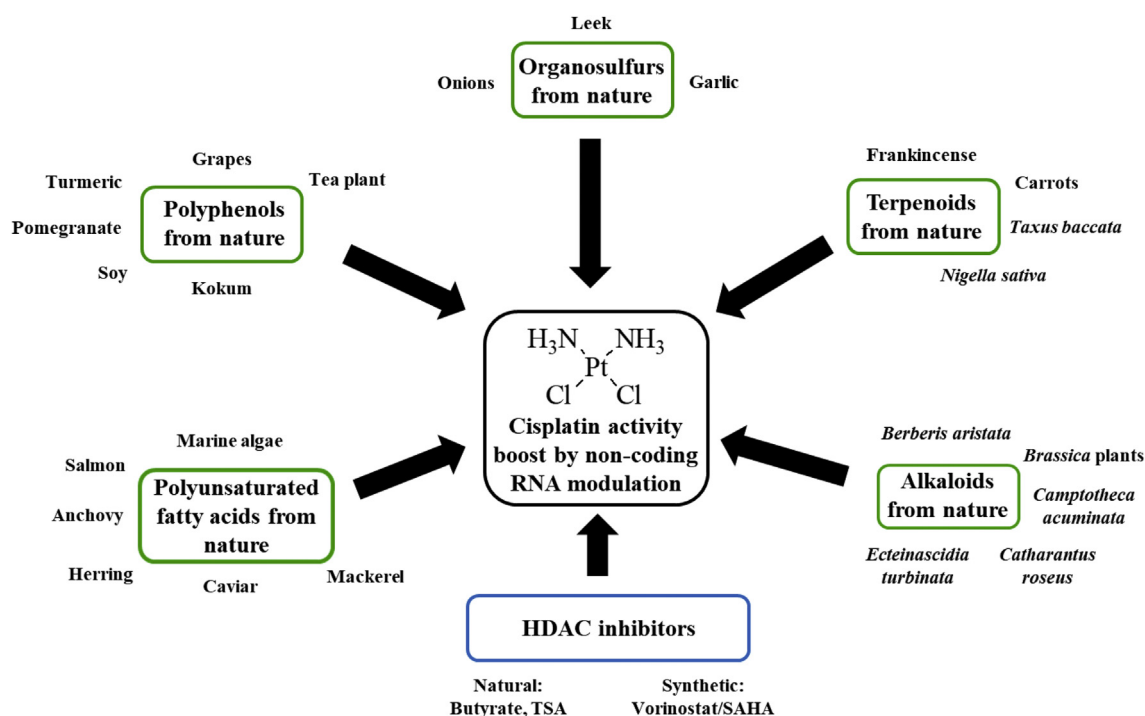 Leek
Onions
Organosulfurs
from nature
Garlic
Grapes
Turmeric
Tea plant
Polyphenols
from nature
Pomegranate
Soy
Kokum
Frankincense
Carrots
Terpenoids
from nature
Taxus baccata
Nigella sativa
H₃N NH₃
Pt
Cl Cl
Cisplatin activity
boost by non-coding
RNA modulation
Marine algae
Salmon
Polyunsaturated
fatty acids from
nature
Anchovy
Herring
Caviar
Mackerel
Berberis aristata
Brassica plants
Alkaloids
from nature
Camptotheca
acuminata
Ecteinascidia
turbinata
Catharantus
roseus
HDAC inhibitors
Natural:
Butyrate, TSA
Synthetic:
Vorinostat/SAHA